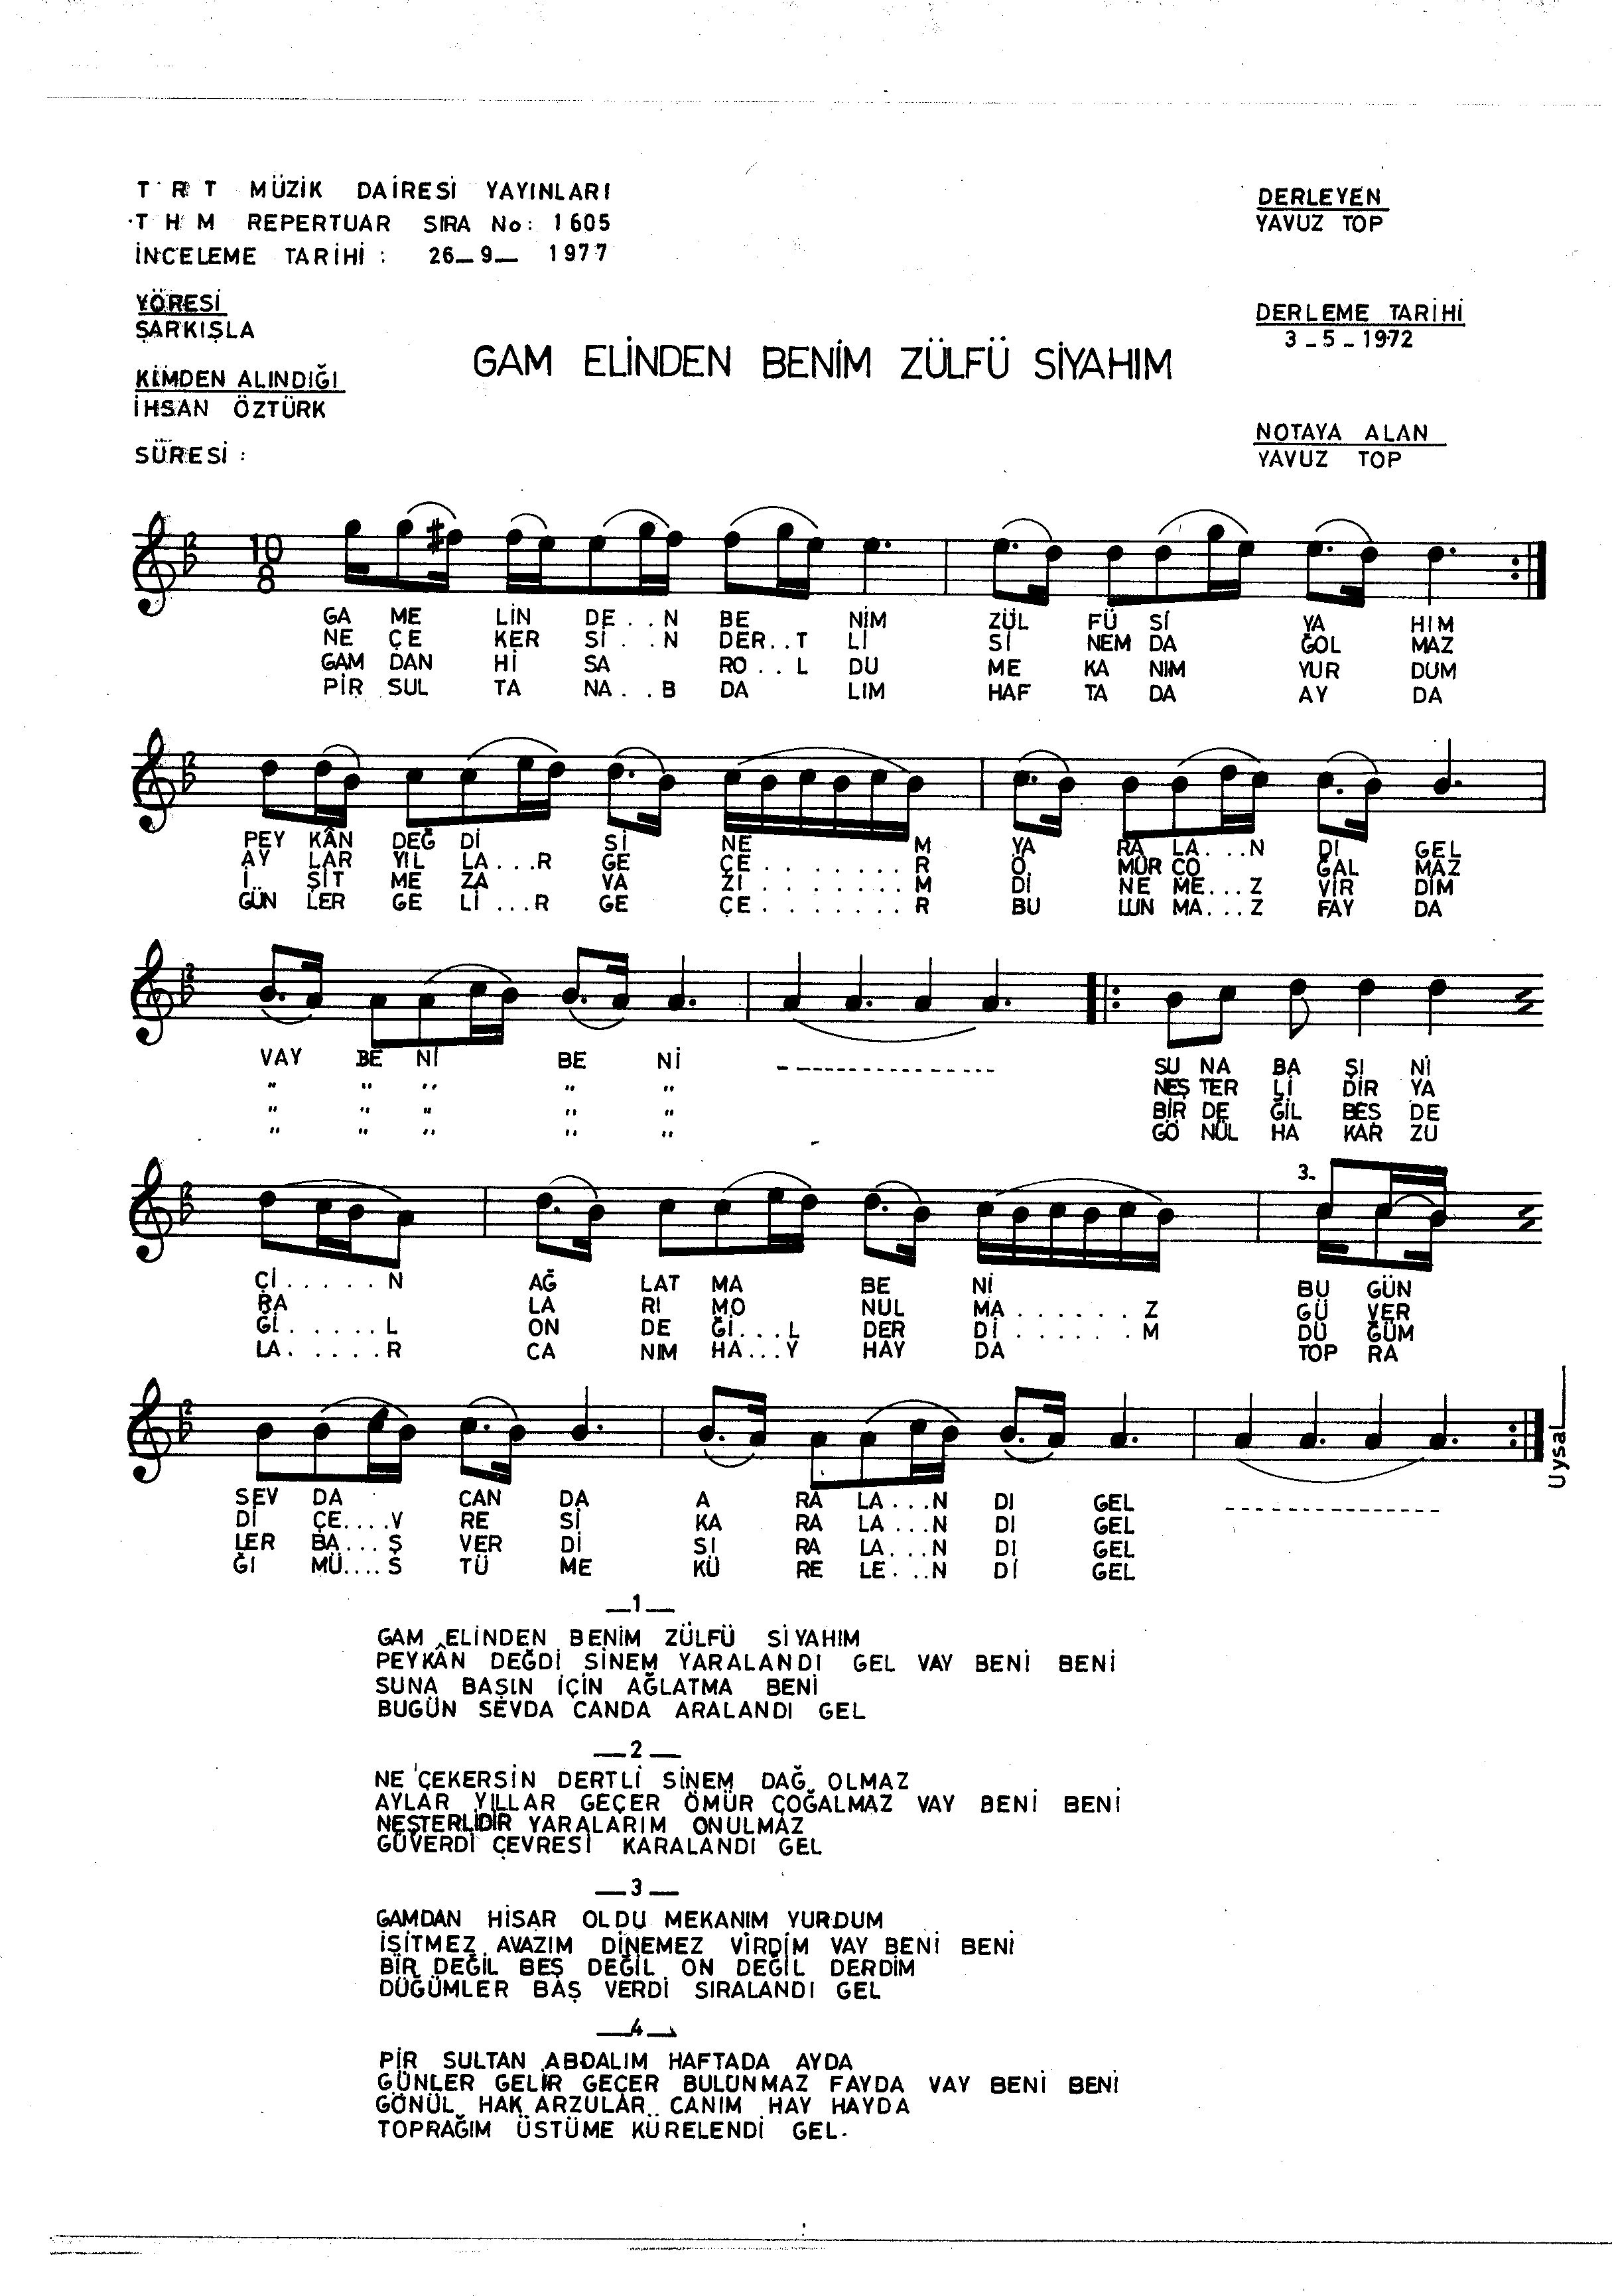 T R T MÜZİK DAİRESİ YAYINLARI
T H M REPERTUAR SIRA No: 1605
İNCELEME TARİHİ : 26_9_ 1977
DERLEYEN
YAVUZ TOP
YÖRESİ
ŞARKIŞLA
DERLEME TARİHİ
3_5_1972
GAM ELİNDEN BENİM ZÜLFÜ SİYAHIM
KİMDEN ALINDIĞI
İHSAN ÖZTÜRK
NOTAYA ALAN
YAVUZ TOP
SÜRESİ :
2
10
8
GA ME LİN DE..N BE NİM ZÜL FÜ Sİ YA HIM
NE ÇE KER Sİ..N DER..T Lİ Sİ NEM DA ĞOL MAZ
GAM DAN Hİ SA RO...L DU ME KA NIM YUR DUM
PİR SUL TA NA..B DA LIM HAF TA DA AY DA
2
PEY KÂN DEĞ Dİ Sİ NE M YA RA LA....N DI GEL
AY LAR YIL LA...R GE ÇE........R Ö MÜR ÇO ĞAL MAZ
İ ŞİT ME ZA VA ZI........M Dİ NE ME...Z VİR DİM
GÜN LER GE Lİ...R GE ÇE........R BU LUN MA...Z FAY DA
2
VAY BE Nİ BE Nİ ---------------- SU NA BA ŞI Nİ
" " " " " NEŞ TER Lİ DİR YA
" " " " " BİR DE ĞİL BEŞ DE
" " " " " GÖ NÜL HA KAR ZU
2
3-
Çİ.....N AĞ LAT MA BE Nİ BU GÜN
RA LA RI MO NUL MA......Z GÜ VER
Ğİ.....L ON DE Ğİ...L DER Dİ......M DÜ ĞÜM
LA.....R CA NIM HA...Y HAY DA TOP RA
2
Uysal
SEV DA CAN DA A RA LA...N DI GEL ----------------
Dİ ÇE....V RE Sİ KA RA LA...N DI GEL
LER BA...Ş VER Dİ SI RA LA...N DI GEL
ĞI MÜ....S TÜ ME KÜ RE LE...N Dİ GEL
_1_
GAM ELİNDEN BENİM ZÜLFÜ SİYAHIM
PEYKÂN DEĞDİ SİNEM YARALANDI GEL VAY BENİ BENİ
SUNA BAŞIN İÇİN AĞLATMA BENİ
BUGÜN SEVDA CANDA ARALANDI GEL
_2_
NE ÇEKERSİN DERTLİ SİNEM DAĞ OLMAZ
AYLAR YILLAR GEÇER ÖMÜR ÇOĞALMAZ VAY BENİ BENİ
NEŞTERLİDİR YARALARIM ONULMAZ
GÜVERDİ ÇEVRESİ KARALANDI GEL
_3_
GAMDAN HİSAR OLDU MEKANIM YURDUM
İŞİTMEZ AVAZIM DİNEMEZ VİRDİM VAY BENİ BENİ
BİR DEĞİL BEŞ DEĞİL ON DEĞİL DERDİM
DÜĞÜMLER BAŞ VERDİ SIRALANDI GEL
_4_
PİR SULTAN ABDALIM HAFTADA AYDA
GÜNLER GELİR GEÇER BULUNMAZ FAYDA VAY BENİ BENİ
GÖNÜL HAK ARZULAR CANIM HAY HAYDA
TOPRAĞIM ÜSTÜME KÜRELENDİ GEL.